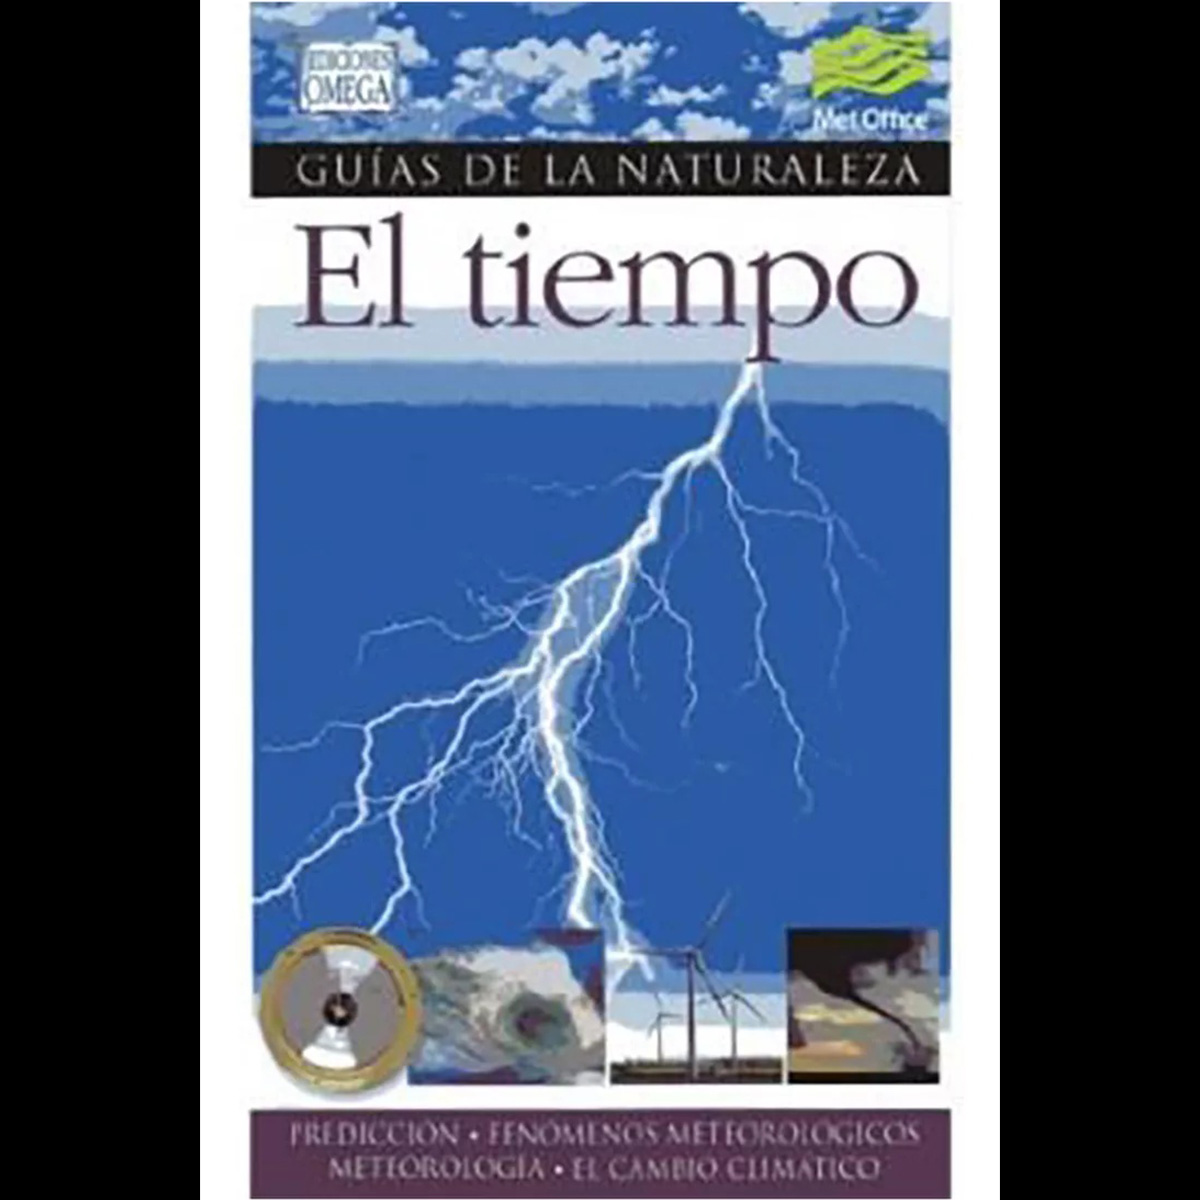 EDICIONES
OMEGA
Met Office
GUÍAS DE LA NATURALEZA
El tiempo
PREDICCIÓN • FENÓMENOS METEOROLÓGICOS
METEOROLOGÍA • EL CAMBIO CLIMÁTICO